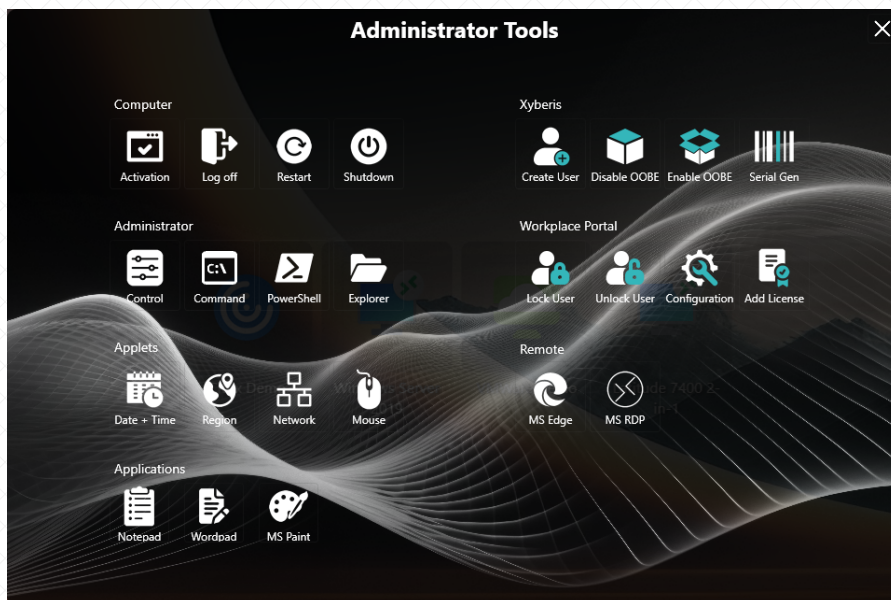 Administrator Tools
Computer
Activation
Log off
Restart
Shutdown
Xyberis
Create User
Disable OOBE
Enable OOBE
Serial Gen
Administrator
Control
C:\
Command
PowerShell
Explorer
Workplace Portal
Lock User
Unlock User
Configuration
Add License
Applets
Date + Time
Region
Network
Mouse
Remote
MS Edge
MS RDP
Applications
Notepad
Wordpad
MS Paint